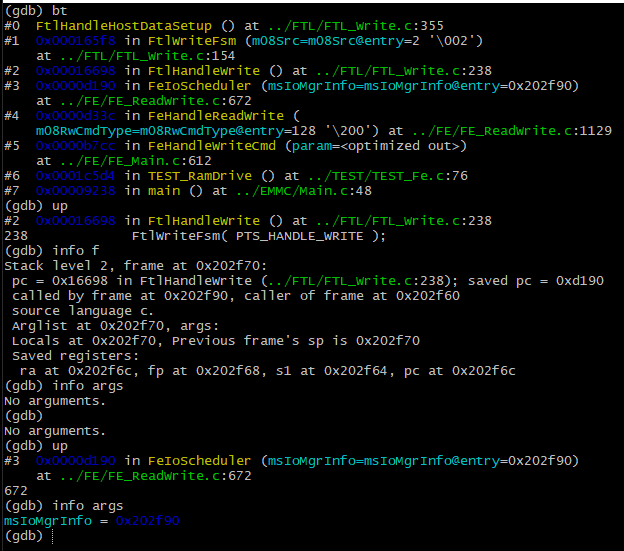 (gdb) bt
#0  FtlHandleHostDataSetup () at ../FTL/FTL_Write.c:355
#1  0x000165f8 in FtlWriteFsm (m08Src=m08Src@entry=2 '\002')
    at ../FTL/FTL_Write.c:154
#2  0x00016698 in FtlHandleWrite () at ../FTL/FTL_Write.c:238
#3  0x0000d190 in FeIoScheduler (msIoMgrInfo=msIoMgrInfo@entry=0x202f90)
    at ../FE/FE_ReadWrite.c:672
#4  0x0000d33c in FeHandleReadWrite (
    m08RwCmdType=m08RwCmdType@entry=128 '\200') at ../FE/FE_ReadWrite.c:1129
#5  0x0000b2cc in FeHandleWriteCmd (param=<optimized out>)
    at ../FE/FE_Main.c:612
#6  0x0001c5d4 in TEST_RamDrive () at ../TEST/TEST_Fe.c:76
#7  0x00009238 in main () at ../EMMC/Main.c:48
(gdb) up
#2  0x00016698 in FtlHandleWrite () at ../FTL/FTL_Write.c:238
238             FtlWriteFsm( PTS_HANDLE_WRITE );
(gdb) info f
Stack level 2, frame at 0x202f70:
 pc = 0x16698 in FtlHandleWrite (../FTL/FTL_Write.c:238); saved pc = 0xd190
 called by frame at 0x202f90, caller of frame at 0x202f60
 source language c.
 Arglist at 0x202f70, args:
 Locals at 0x202f70, Previous frame's sp is 0x202f70
 Saved registers:
  ra at 0x202f6c, fp at 0x202f68, s1 at 0x202f64, pc at 0x202f6c
(gdb) info args
No arguments.
(gdb)
No arguments.
(gdb) up
#3  0x0000d190 in FeIoScheduler (msIoMgrInfo=msIoMgrInfo@entry=0x202f90)
    at ../FE/FE_ReadWrite.c:672
672
(gdb) info args
msIoMgrInfo = 0x202f90
(gdb)